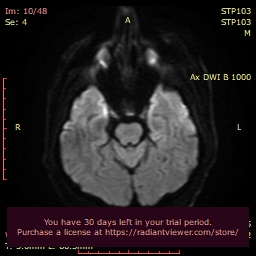 Im: 10/48
Se: 4
STP103
STP103
M
A
Ax DWI B 1000
R
L
You have 30 days left in your trial period.
Purchase a license at https://radiantviewer.com/store/